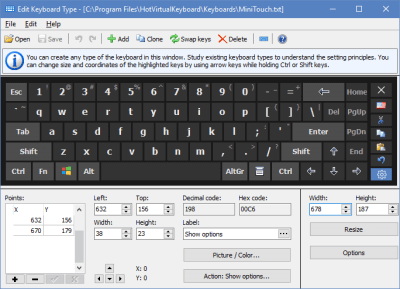 Edit Keyboard Type - [C:\Program Files\HotVirtualKeyboard\Keyboards\MiniTouch.txt]
File Edit Help
Open Save Add Clone Swap keys Delete
You can create any type of the keyboard in this window. Study existing keyboard types to understand the setting principles. You
can change size and coordinates of the highlighted keys by using arrow keys while holding Ctrl or Shift keys.
Esc 1 2 3 4 5 6 7 8 9 0 - = Home
q w e r t y u i o p [ ] \ Del PgUp
Tab a s d f g h j k l ; ' Enter PgDn
Shift z x c v b n m , . / Shift End
Ctrl Fn Alt AltGr Ctrl
Points:
X Y
632 156
670 179
Left: Top:
632 156
Width: Height:
38 23
X: 0
Y: 0
Decimal code: Hex code:
198 00C6
Label:
Show options ...
Picture / Color...
Action: Show options...
Width: Height:
678 187
Resize
Options